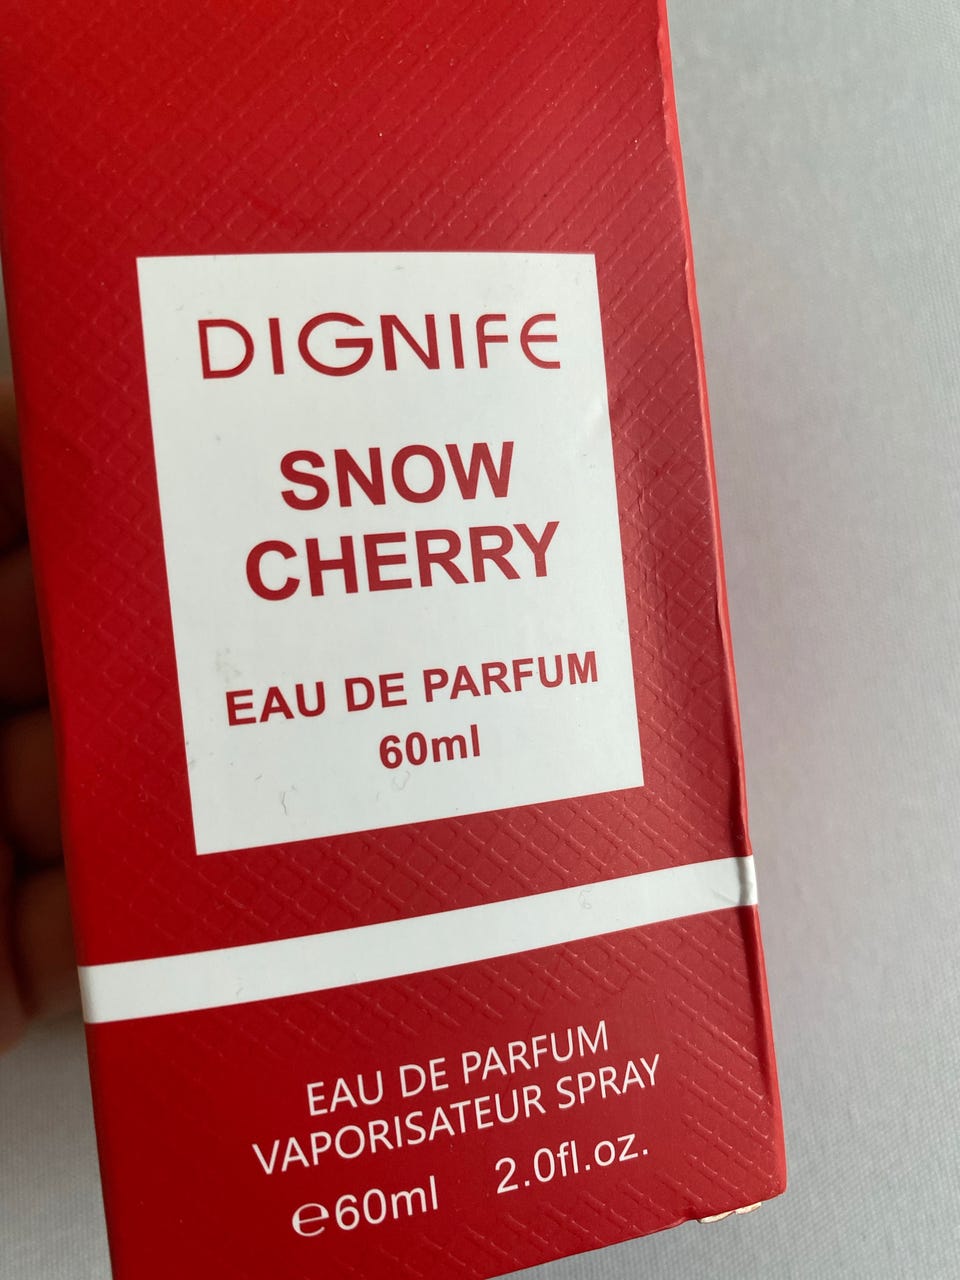 DIGNIFE
SNOW
CHERRY
EAU DE PARFUM
60ml
EAU DE PARFUM
VAPORISATEUR SPRAY
℮60ml 2.0fl.oz.